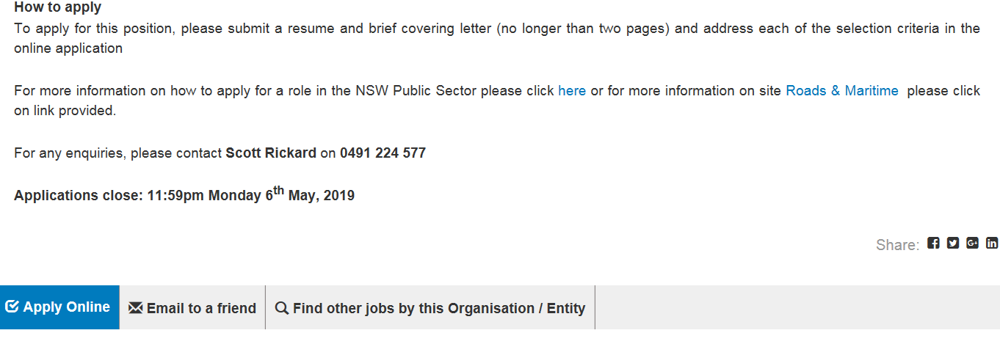 How to apply
To apply for this position, please submit a resume and brief covering letter (no longer than two pages) and address each of the selection criteria in the
online application
For more information on how to apply for a role in the NSW Public Sector please click here or for more information on site Roads & Maritime please click
on link provided.
For any enquiries, please contact Scott Rickard on 0491 224 577
Applications close: 11:59pm Monday 6th May, 2019
Share:
Apply Online Email to a friend Find other jobs by this Organisation / Entity